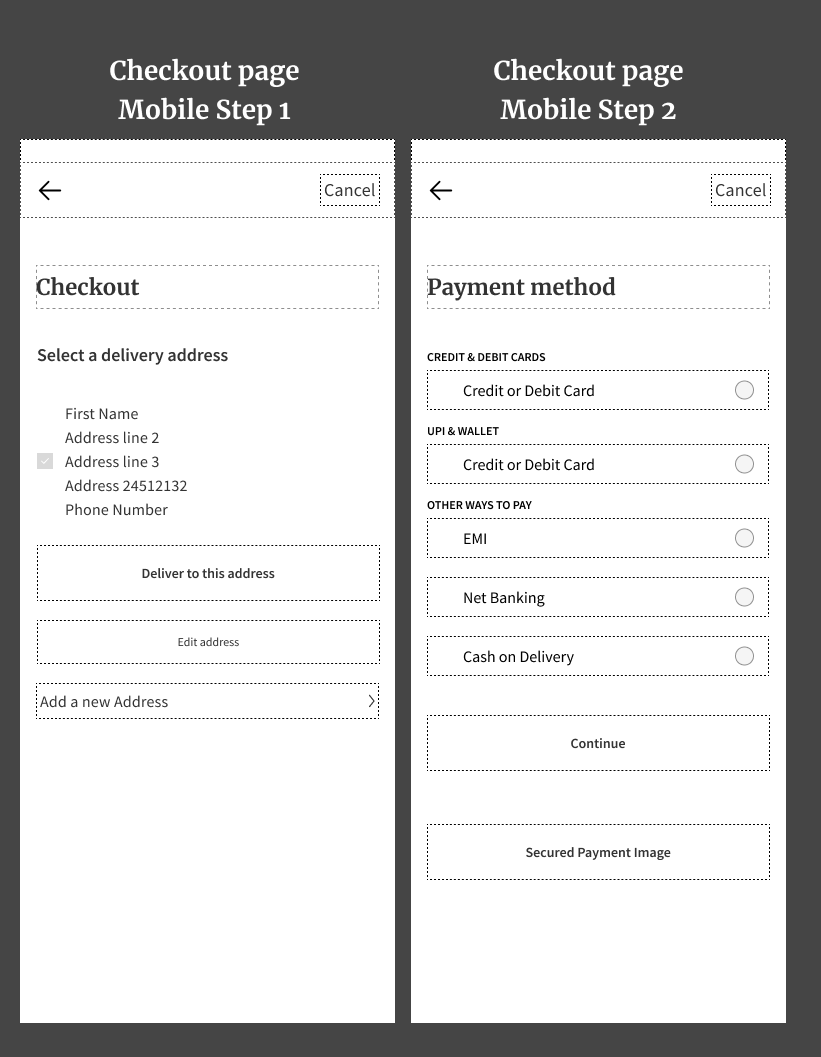 Checkout page
Mobile Step 1
Cancel
Checkout
Select a delivery address
First Name
Address line 2
Address line 3
Address 24512132
Phone Number
Deliver to this address
Edit address
Add a new Address
Checkout page
Mobile Step 2
Cancel
Payment method
CREDIT & DEBIT CARDS
Credit or Debit Card
UPI & WALLET
Credit or Debit Card
OTHER WAYS TO PAY
EMI
Net Banking
Cash on Delivery
Continue
Secured Payment Image